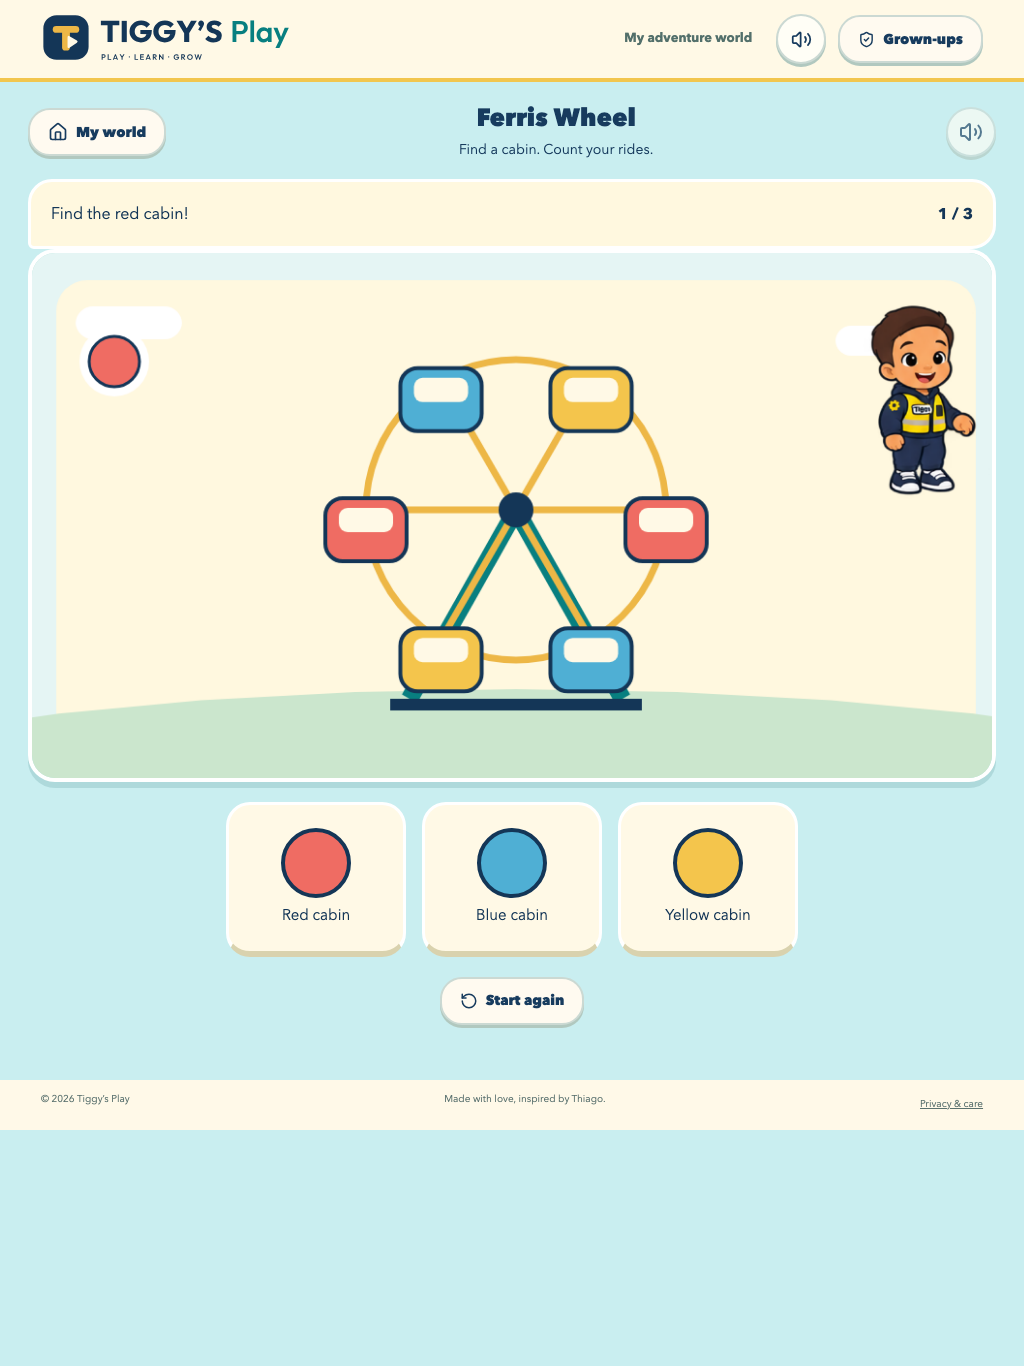 TIGGY'S Play
PLAY · LEARN · GROW
My adventure world
Grown-ups
My world
Ferris Wheel
Find a cabin. Count your rides.
Find the red cabin!
1 / 3
Tiggy
Red cabin
Blue cabin
Yellow cabin
Start again
© 2026 Tiggy's Play
Made with love, inspired by Thiago.
Privacy & care